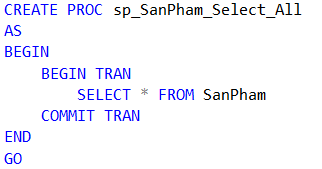 CREATE PROC sp_SanPham_Select_All
AS
BEGIN
    BEGIN TRAN
        SELECT * FROM SanPham
    COMMIT TRAN
END
GO